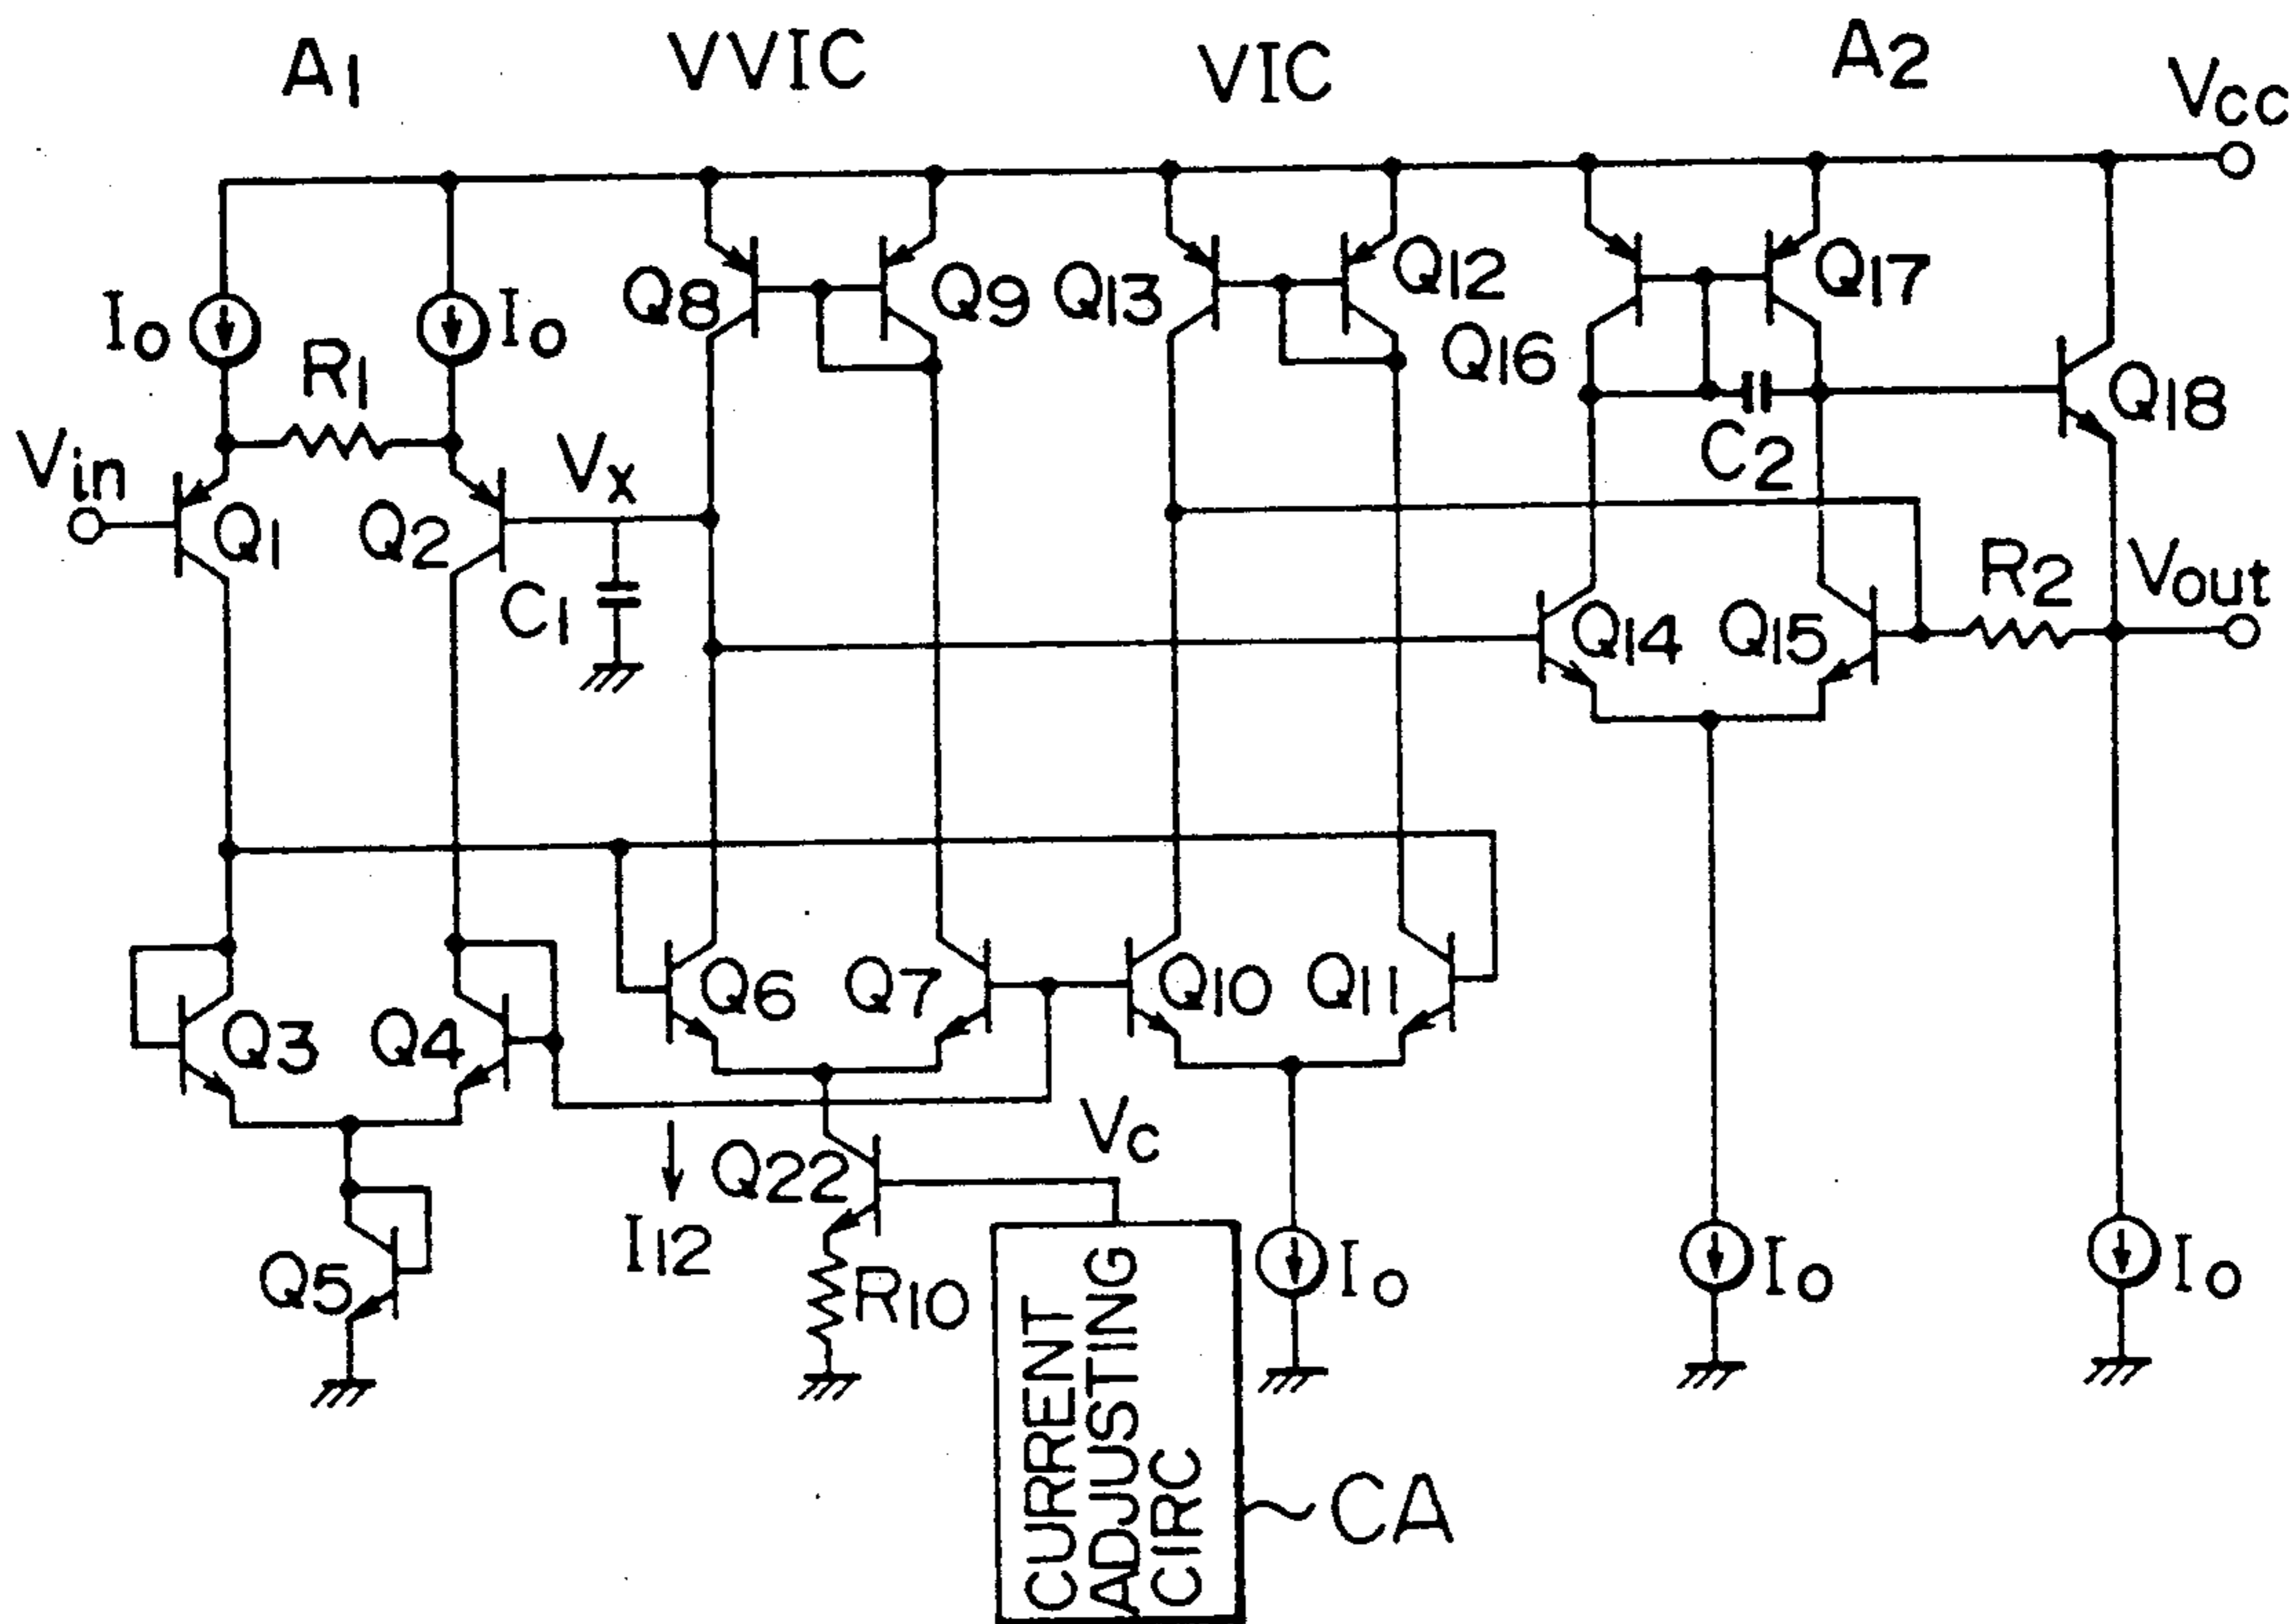 A1 VVIC VIC A2
Vcc
Q8 Q9 Q13 Q12 Q17
Io Io
R1 Q16 Q18
Vin Vx C2
Q1 Q2
C1 Q14 Q15 R2 Vout
Q6 Q7 Q10 Q11
Q3 Q4
Vc
Q22
I12
Q5 R10 Io Io Io
CURRENT
ADJUSTING
CIRC
CA